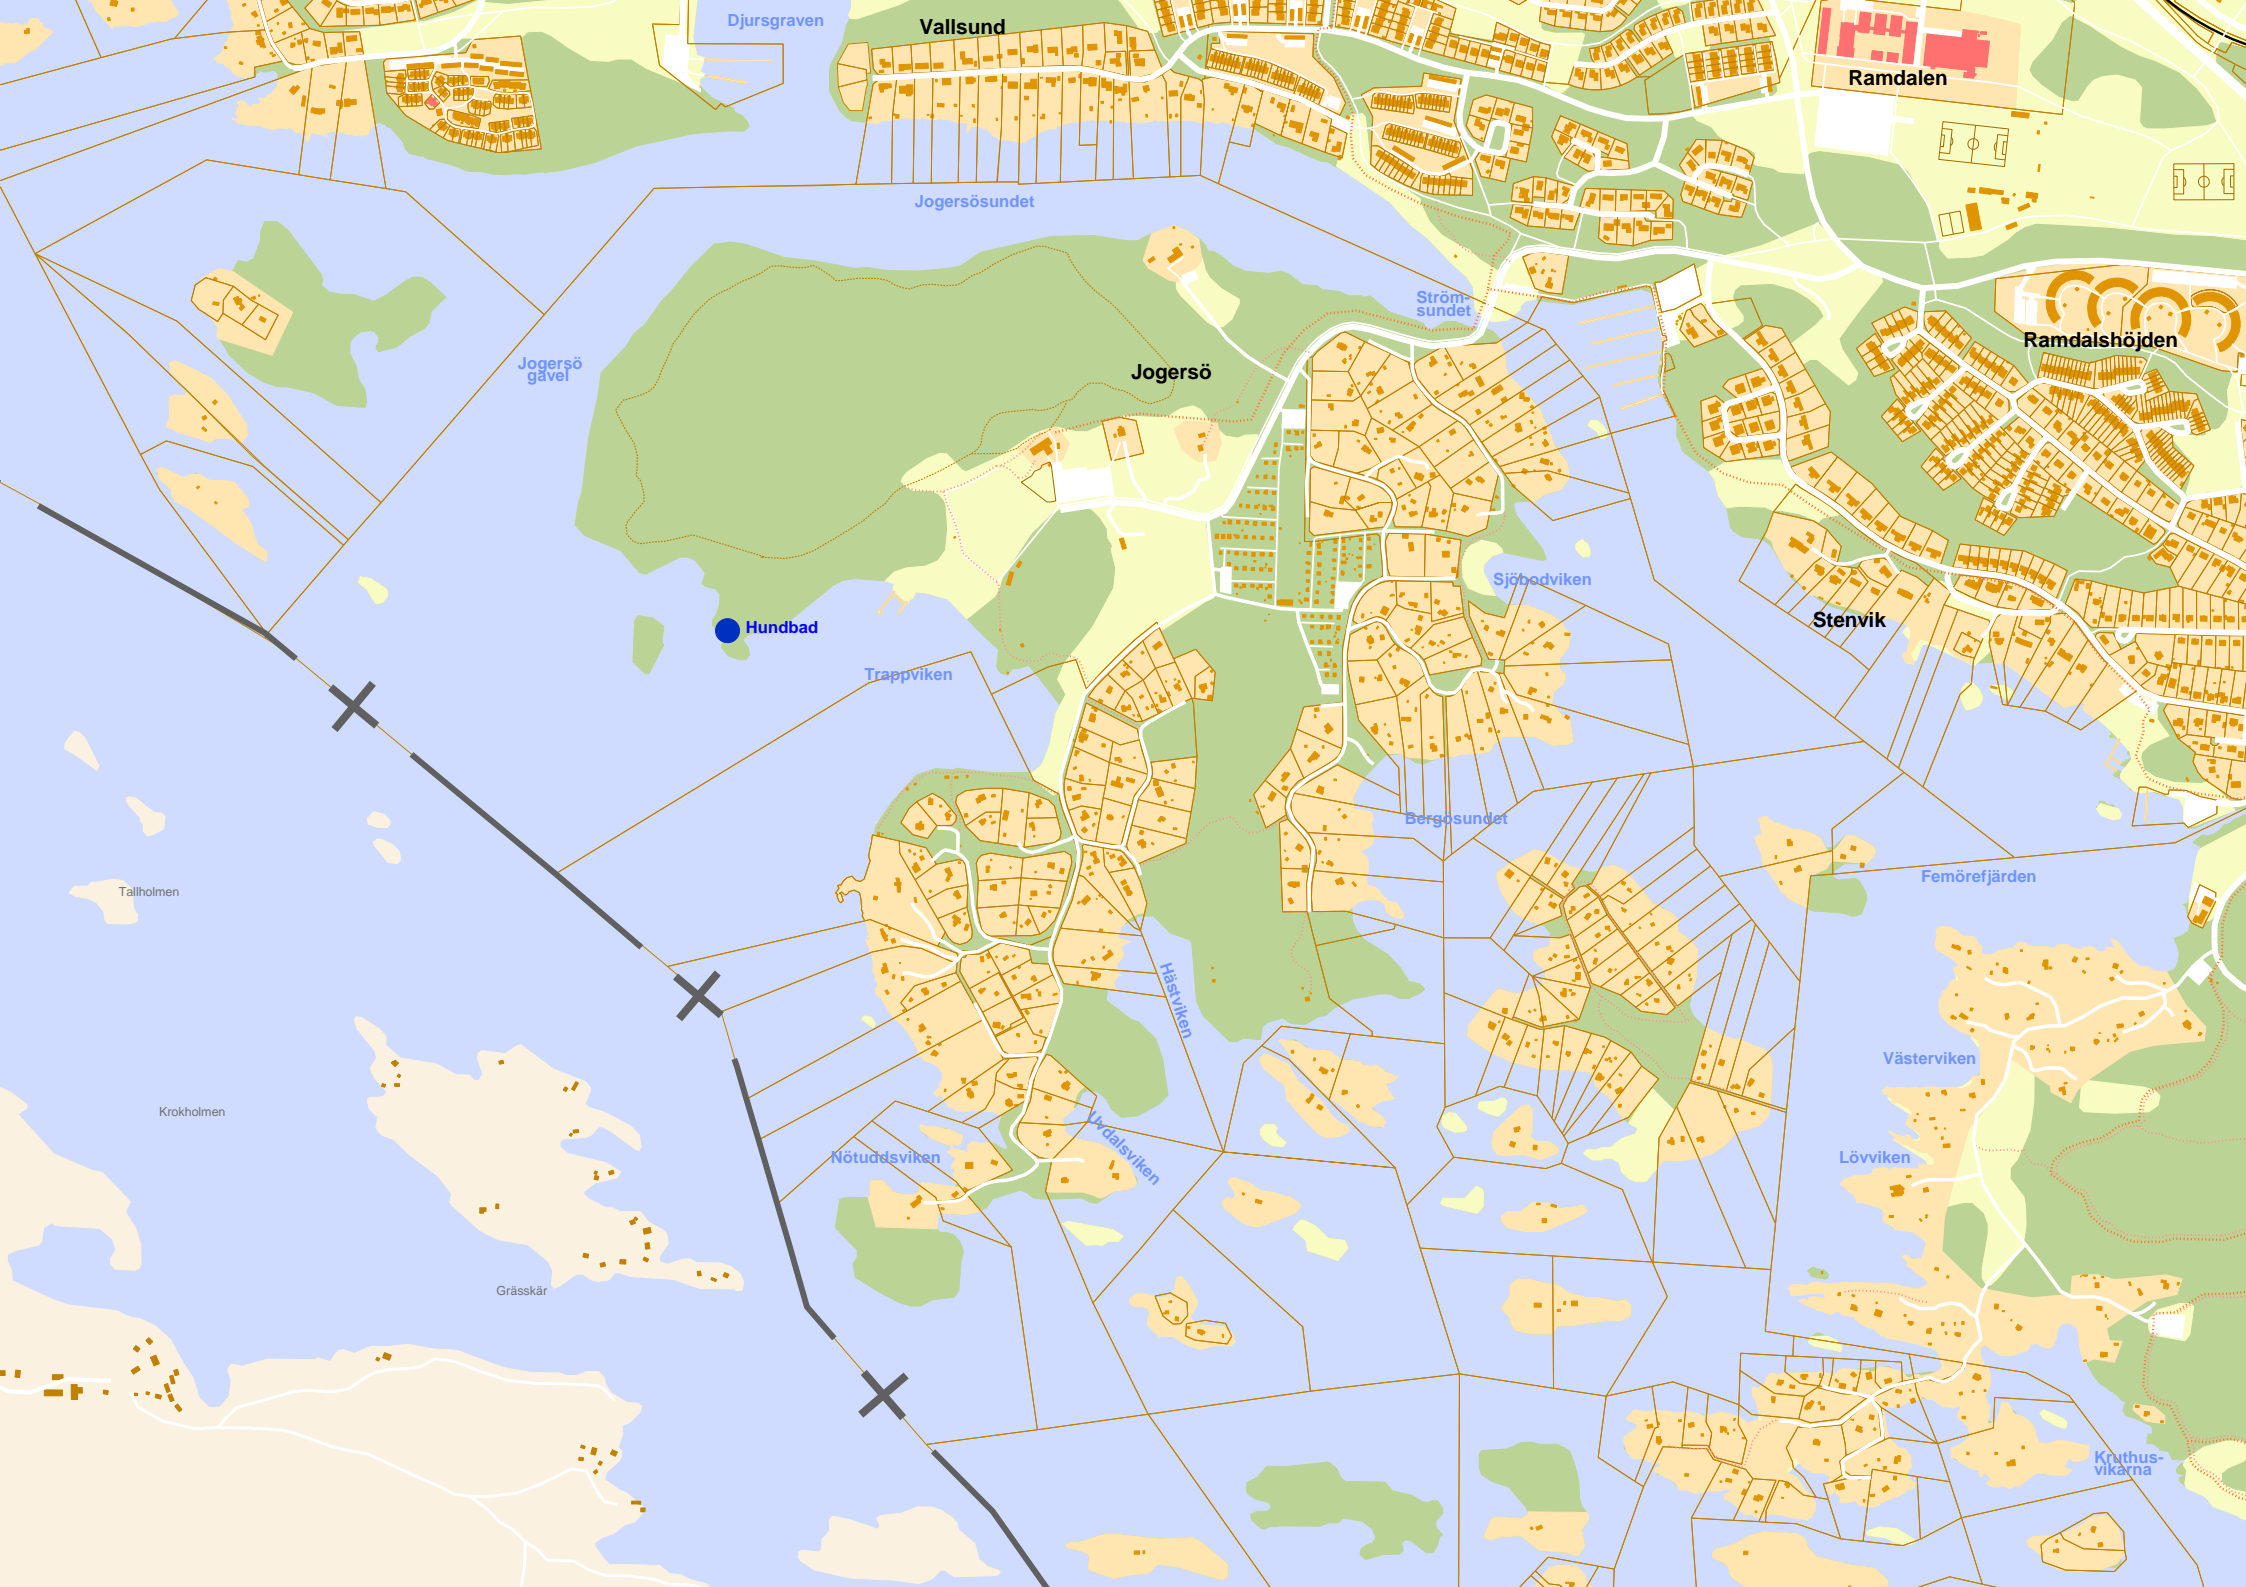 Djursgraven
Vallsund
Ramdalen
Jogersösundet
Ström-
sundet
Ramdalshöjden
Jogersö
gavel
Jogersö
Sjöbodviken
Stenvik
Hundbad
Trappviken
Bergösundet
Femörefjärden
Tallholmen
Hästviken
Västerviken
Krokholmen
Uvdalsviken
Nötuddsviken
Lövviken
Grässkär
Kruthus-
vikarna